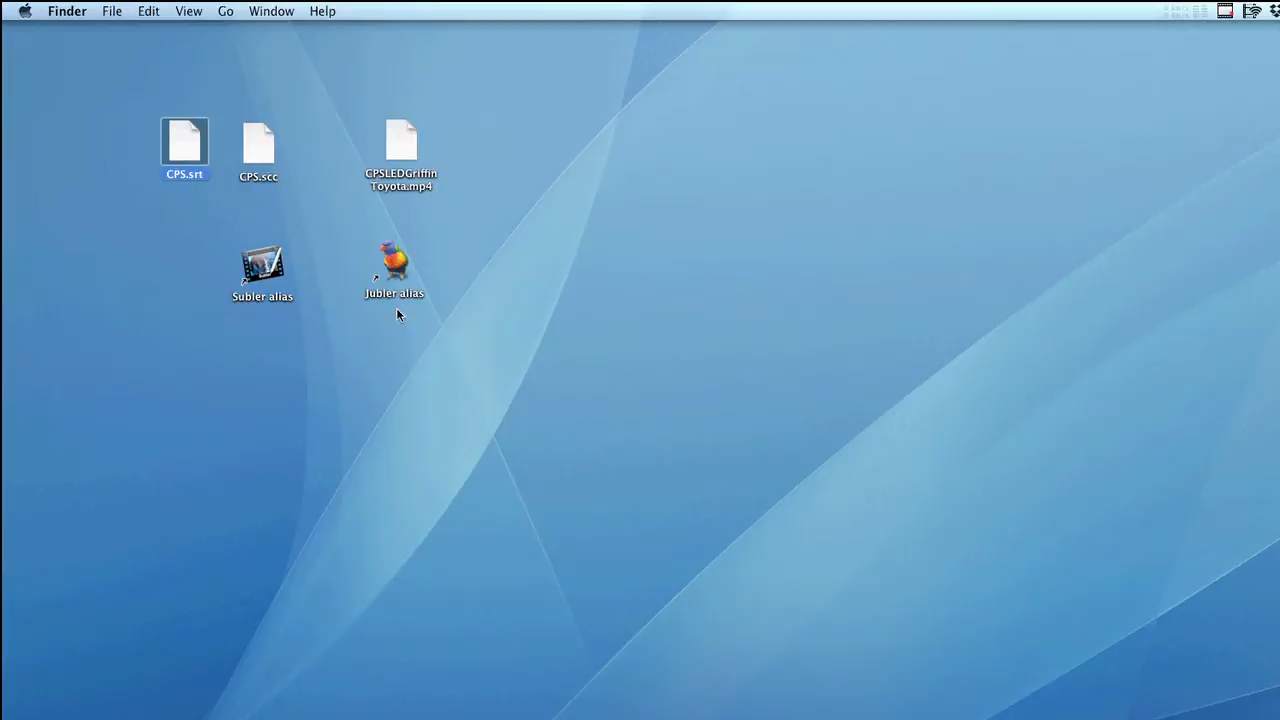 Finder File Edit View Go Window Help
CPS.srt
CPS.scc
CPSLEDGriffin
Toyota.mp4
Subler alias
Jubler alias